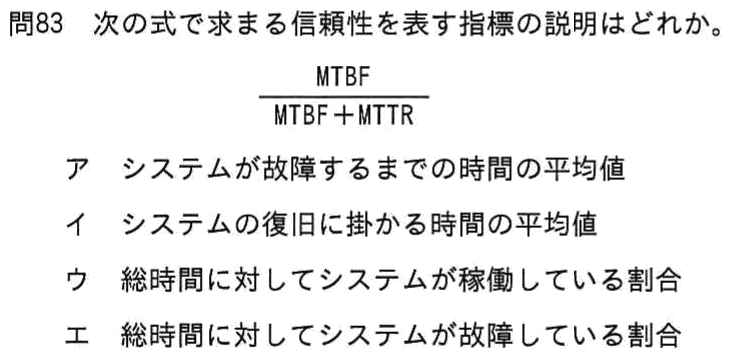 問83　次の式で求まる信頼性を表す指標の説明はどれか。
MTBF
MTBF＋MTTR
ア　システムが故障するまでの時間の平均値
イ　システムの復旧に掛かる時間の平均値
ウ　総時間に対してシステムが稼働している割合
エ　総時間に対してシステムが故障している割合